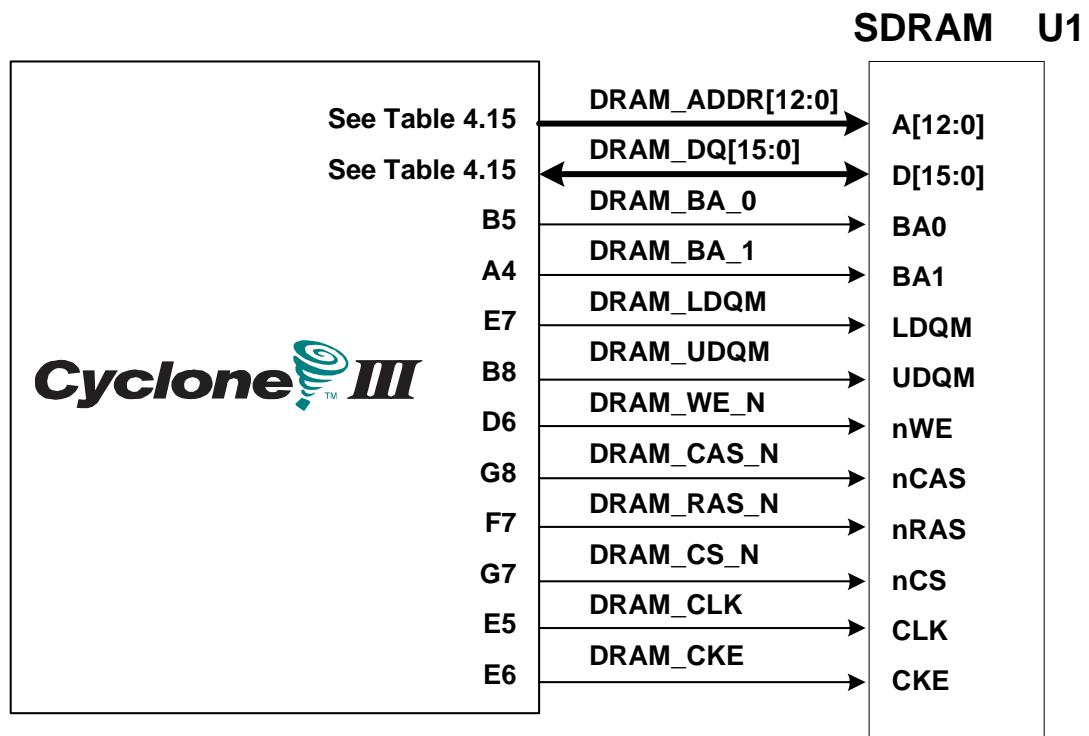 SDRAM U1
See Table 4.15 DRAM_ADDR[12:0] A[12:0]
See Table 4.15 DRAM_DQ[15:0] D[15:0]
B5 DRAM_BA_0 BA0
A4 DRAM_BA_1 BA1
E7 DRAM_LDQM LDQM
B8 DRAM_UDQM UDQM
Cyclone III TM
D6 DRAM_WE_N nWE
G8 DRAM_CAS_N nCAS
F7 DRAM_RAS_N nRAS
G7 DRAM_CS_N nCS
E5 DRAM_CLK CLK
E6 DRAM_CKE CKE